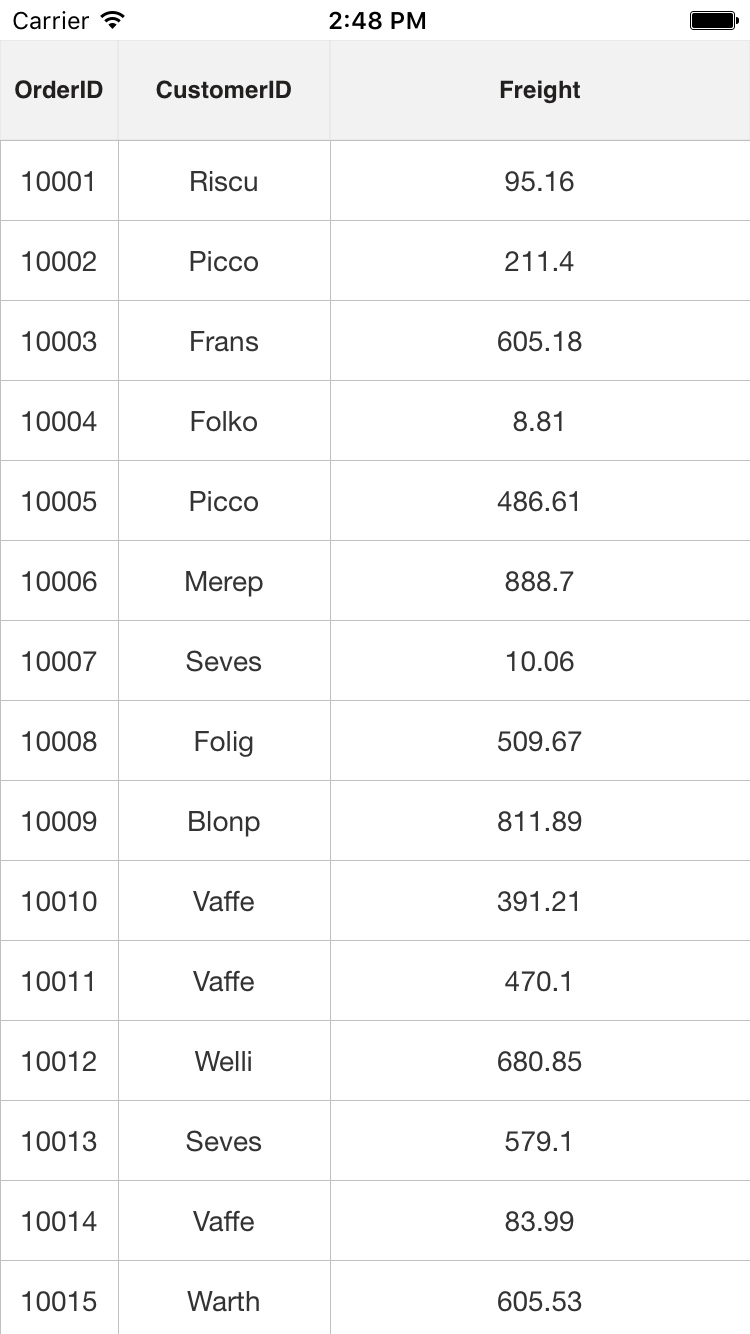 Carrier 2:48 PM
OrderID CustomerID Freight
10001 Riscu 95.16
10002 Picco 211.4
10003 Frans 605.18
10004 Folko 8.81
10005 Picco 486.61
10006 Merep 888.7
10007 Seves 10.06
10008 Folig 509.67
10009 Blonp 811.89
10010 Vaffe 391.21
10011 Vaffe 470.1
10012 Welli 680.85
10013 Seves 579.1
10014 Vaffe 83.99
10015 Warth 605.53